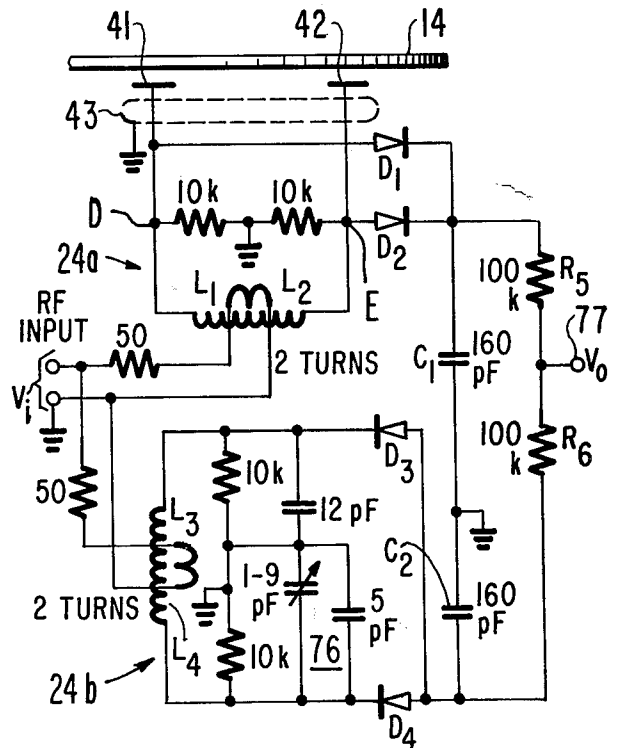 41
42
14
43
D1
10k
10k
D
D2
24a
L1
L2
E
RF
INPUT
50
2 TURNS
Vi
100
k
R5
77
C1
160
pF
Vo
100
k
R6
D3
10k
12 pF
50
L3
C2
1-9
pF
5
pF
160
pF
2 TURNS
L4
10k
76
24b
D4